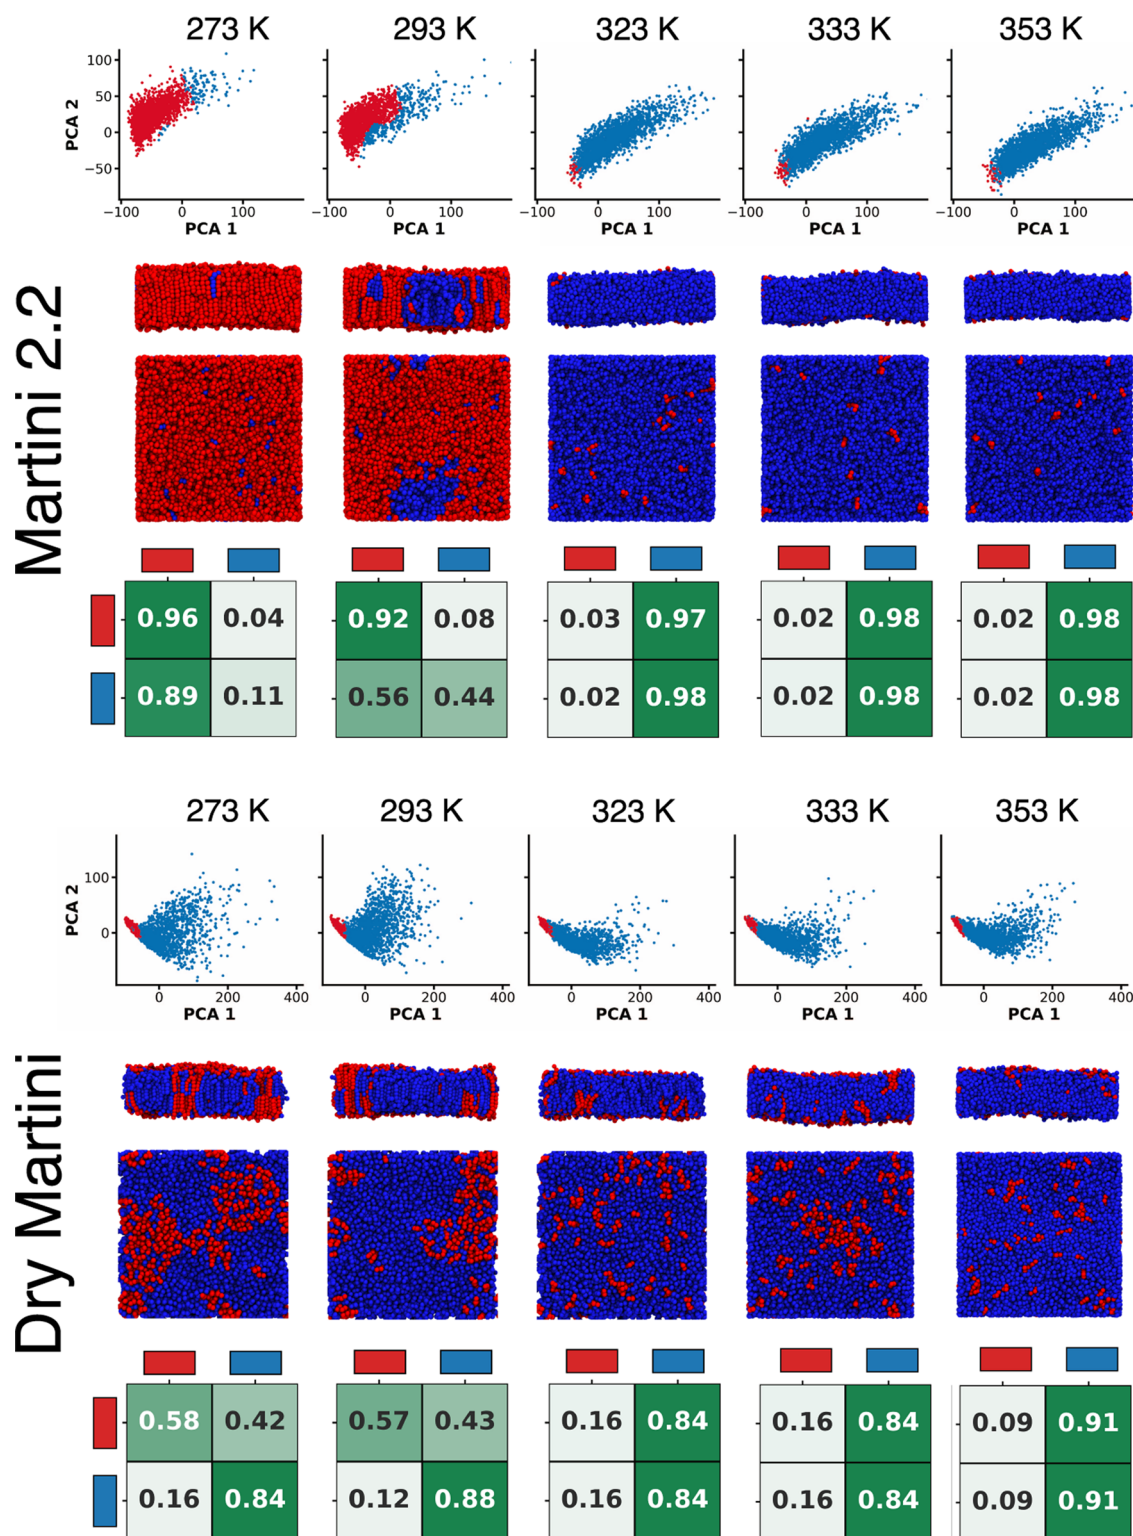 273 K 293 K 323 K 333 K 353 K
100
50
0
−50
PCA 2
−100 0 100 −100 0 100 −100 0 100 −100 0 100 −100 0 100
PCA 1 PCA 1 PCA 1 PCA 1 PCA 1
Martini 2.2
0.96 0.04 0.92 0.08 0.03 0.97 0.02 0.98 0.02 0.98
0.89 0.11 0.56 0.44 0.02 0.98 0.02 0.98 0.02 0.98
273 K 293 K 323 K 333 K 353 K
100
0
PCA 2
0 200 400 0 200 400 0 200 400 0 200 400 0 200 400
PCA 1 PCA 1 PCA 1 PCA 1 PCA 1
Dry Martini
0.58 0.42 0.57 0.43 0.16 0.84 0.16 0.84 0.09 0.91
0.16 0.84 0.12 0.88 0.16 0.84 0.16 0.84 0.09 0.91